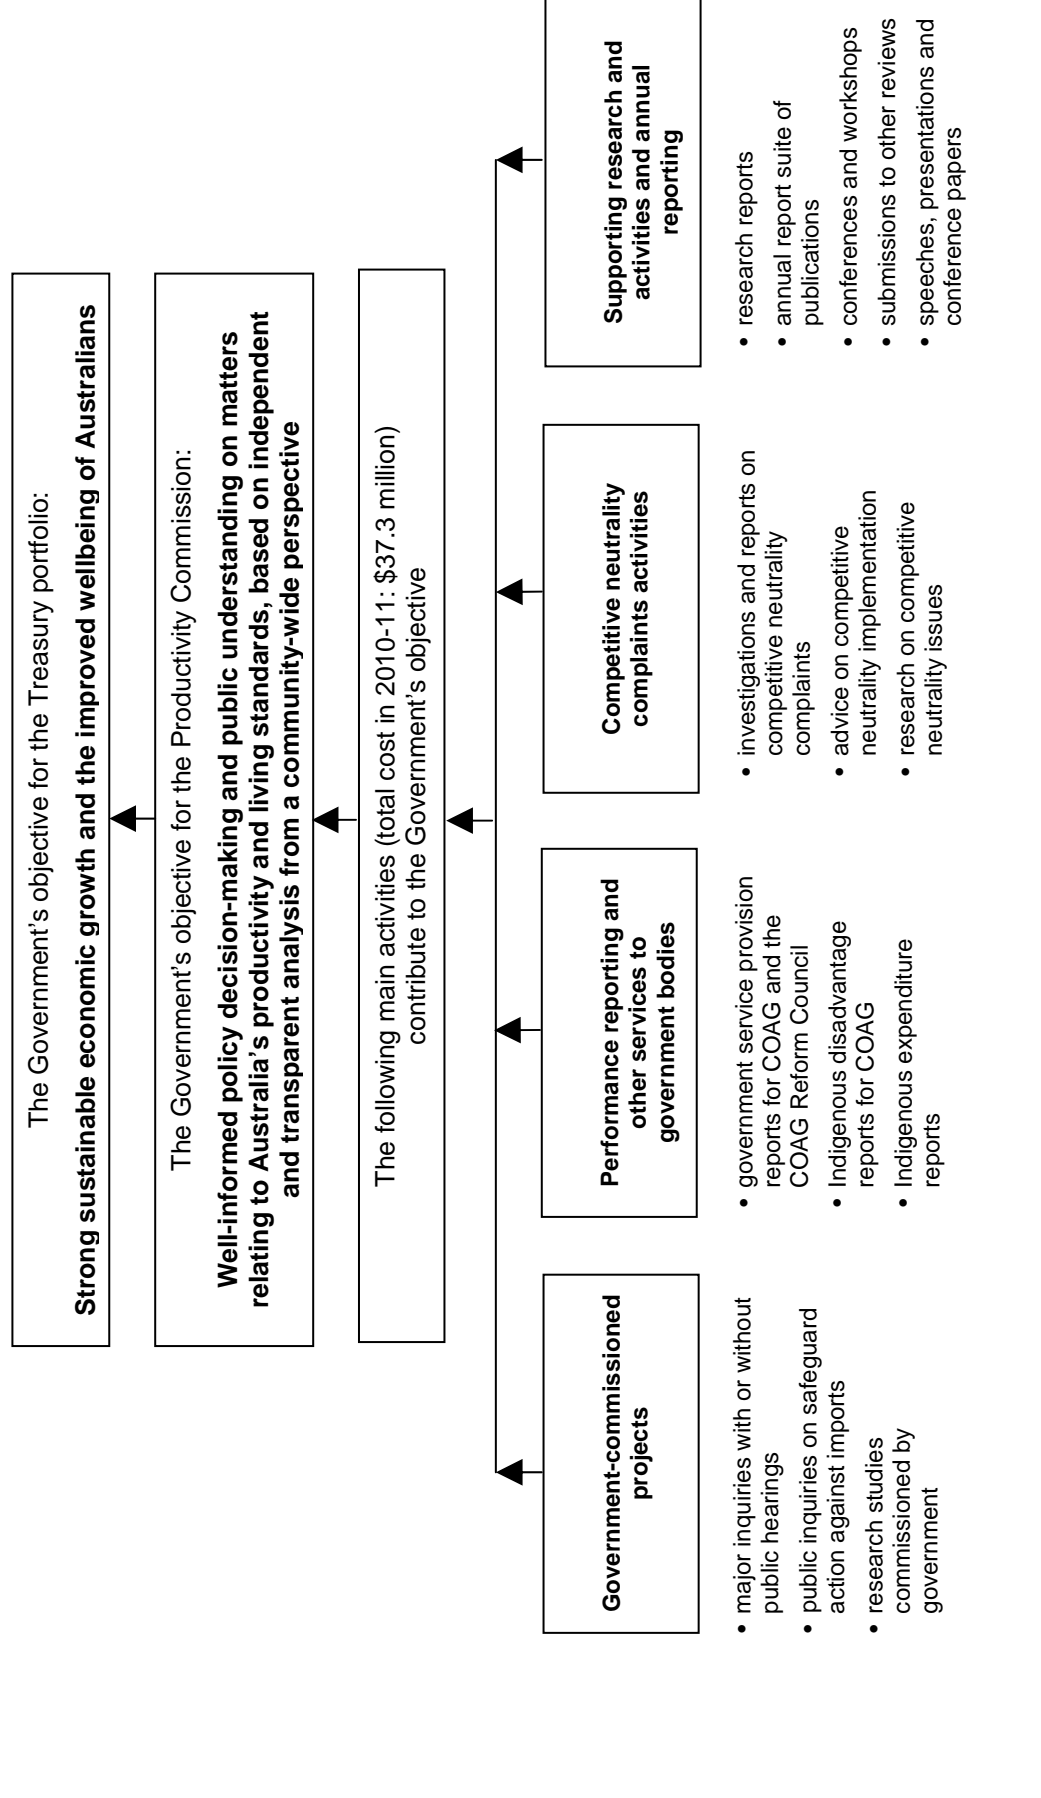 The Government's objective for the Treasury portfolio:
Strong sustainable economic growth and the improved wellbeing of Australians
The Government's objective for the Productivity Commission:
Well-informed policy decision-making and public understanding on matters
relating to Australia's productivity and living standards, based on independent
and transparent analysis from a community-wide perspective
The following main activities (total cost in 2010-11: $37.3 million)
contribute to the Government's objective
Government-commissioned
projects
• major inquiries with or without
public hearings
• public inquiries on safeguard
action against imports
• research studies
commissioned by
government
Performance reporting and
other services to
government bodies
• government service provision
reports for COAG and the
COAG Reform Council
• Indigenous disadvantage
reports for COAG
• Indigenous expenditure
reports
Competitive neutrality
complaints activities
• investigations and reports on
competitive neutrality
complaints
• advice on competitive
neutrality implementation
• research on competitive
neutrality issues
Supporting research and
activities and annual
reporting
• research reports
• annual report suite of
publications
• conferences and workshops
• submissions to other reviews
• speeches, presentations and
conference papers